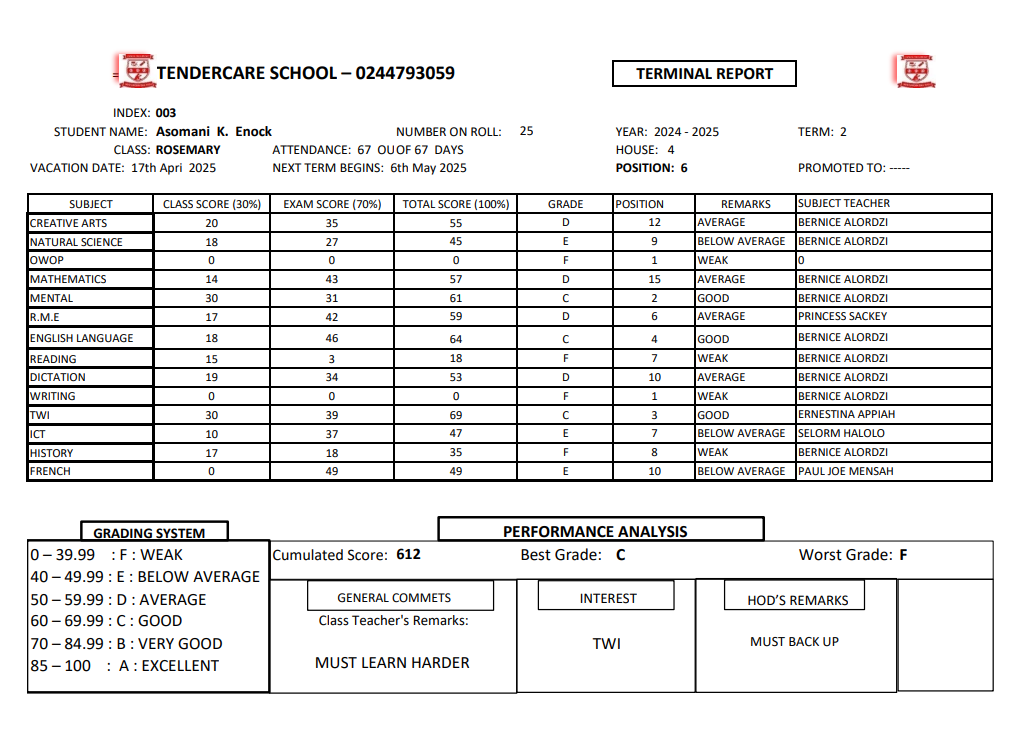 TENDERCARE SCHOOL – 0244793059 TERMINAL REPORT
INDEX: 003
STUDENT NAME: Asomani K. Enock NUMBER ON ROLL: 25 YEAR: 2024 - 2025 TERM: 2
CLASS: ROSEMARY ATTENDANCE: 67 OU OF 67 DAYS HOUSE: 4
VACATION DATE: 17th Apri 2025 NEXT TERM BEGINS: 6th May 2025 POSITION: 6 PROMOTED TO: -----
SUBJECT CLASS SCORE (30%) EXAM SCORE (70%) TOTAL SCORE (100%) GRADE POSITION REMARKS SUBJECT TEACHER
CREATIVE ARTS 20 35 55 D 12 AVERAGE BERNICE ALORDZI
NATURAL SCIENCE 18 27 45 E 9 BELOW AVERAGE BERNICE ALORDZI
OWOP 0 0 0 F 1 WEAK 0
MATHEMATICS 14 43 57 D 15 AVERAGE BERNICE ALORDZI
MENTAL 30 31 61 C 2 GOOD BERNICE ALORDZI
R.M.E 17 42 59 D 6 AVERAGE PRINCESS SACKEY
ENGLISH LANGUAGE 18 46 64 C 4 GOOD BERNICE ALORDZI
READING 15 3 18 F 7 WEAK BERNICE ALORDZI
DICTATION 19 34 53 D 10 AVERAGE BERNICE ALORDZI
WRITING 0 0 0 F 1 WEAK BERNICE ALORDZI
TWI 30 39 69 C 3 GOOD ERNESTINA APPIAH
ICT 10 37 47 E 7 BELOW AVERAGE SELORM HALOLO
HISTORY 17 18 35 F 8 WEAK BERNICE ALORDZI
FRENCH 0 49 49 E 10 BELOW AVERAGE PAUL JOE MENSAH
GRADING SYSTEM PERFORMANCE ANALYSIS
0 – 39.99 : F : WEAK
40 – 49.99 : E : BELOW AVERAGE
50 – 59.99 : D : AVERAGE
60 – 69.99 : C : GOOD
70 – 84.99 : B : VERY GOOD
85 – 100 : A : EXCELLENT
Cumulated Score: 612 Best Grade: C Worst Grade: F
GENERAL COMMETS INTEREST HOD'S REMARKS
Class Teacher's Remarks:
MUST LEARN HARDER TWI MUST BACK UP